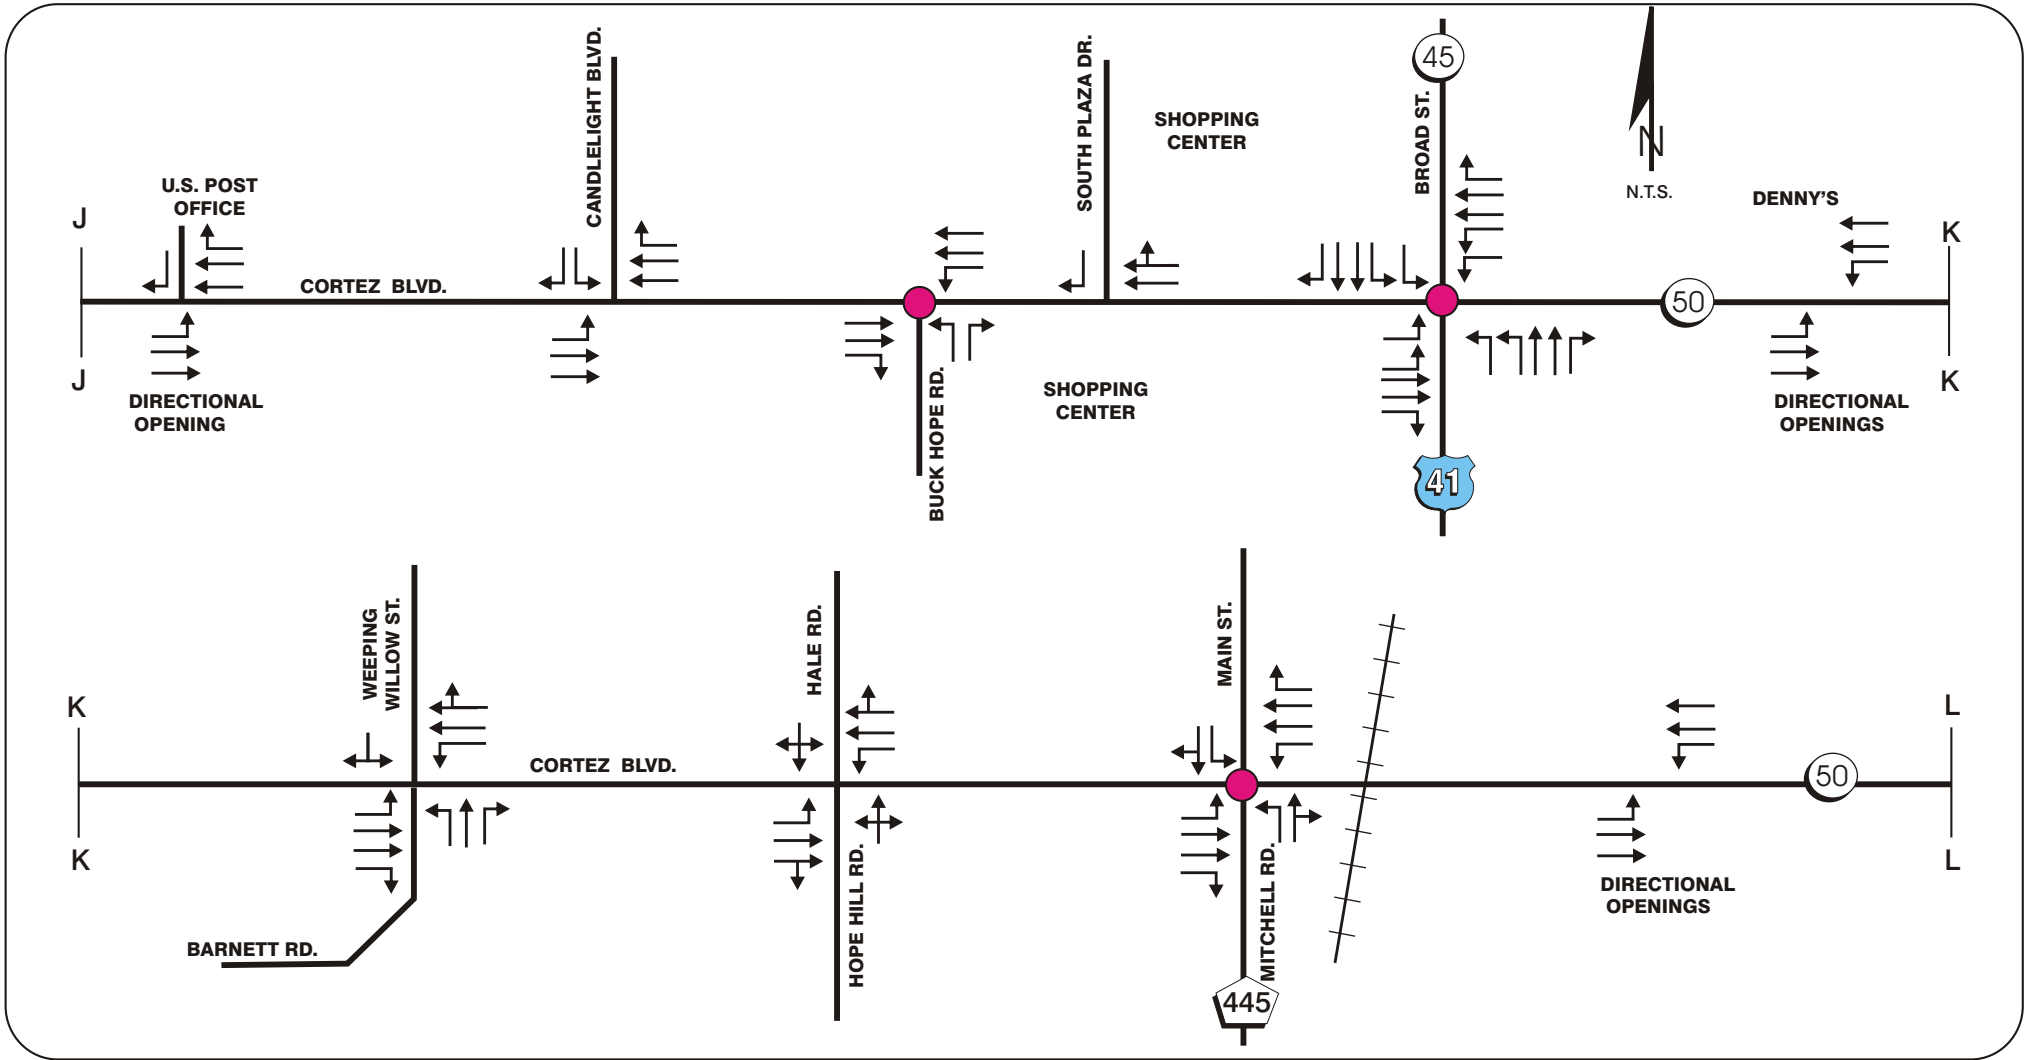 CANDLELIGHT BLVD.
SOUTH PLAZA DR.
45
BROAD ST.
SHOPPING
CENTER
N
N.T.S.
U.S. POST
OFFICE
DENNY'S
J
K
CORTEZ BLVD.
50
J
K
DIRECTIONAL
OPENING
BUCK HOPE RD.
SHOPPING
CENTER
DIRECTIONAL
OPENINGS
41
WEEPING
WILLOW ST.
HALE RD.
MAIN ST.
K
L
CORTEZ BLVD.
50
K
L
BARNETT RD.
HOPE HILL RD.
MITCHELL RD.
DIRECTIONAL
OPENINGS
445